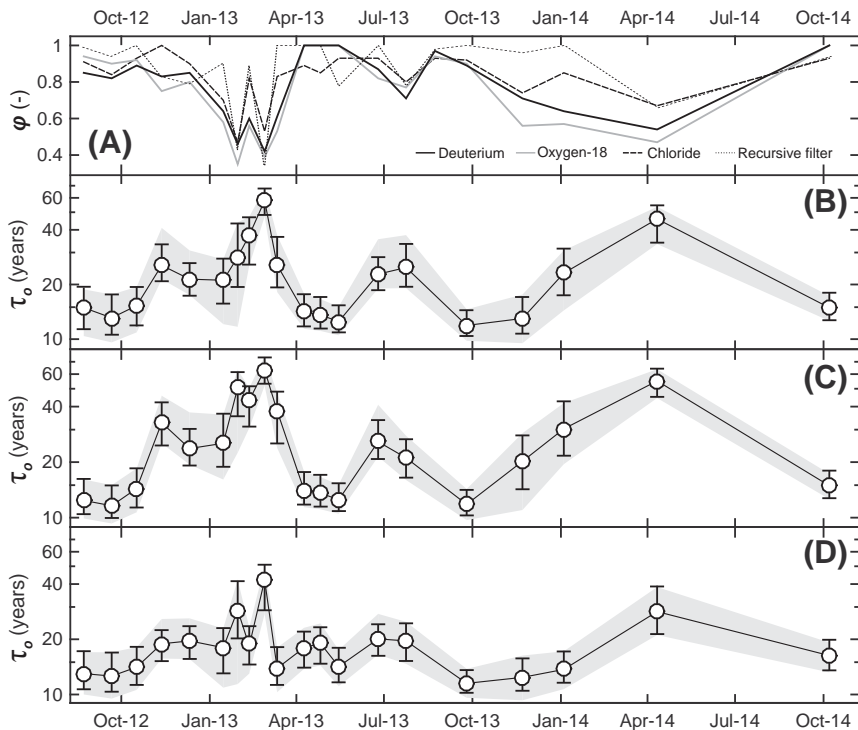 Oct-12 Jan-13 Apr-13 Jul-13 Oct-13 Jan-14 Apr-14 Jul-14 Oct-14
1
0.8
0.6
0.4
φ (-)
(A)
Deuterium Oxygen-18 Chloride Recursive filter
60
40
20
10
τo (years)
(B)
60
40
20
10
τo (years)
(C)
60
40
20
10
τo (years)
(D)
Oct-12 Jan-13 Apr-13 Jul-13 Oct-13 Jan-14 Apr-14 Jul-14 Oct-14